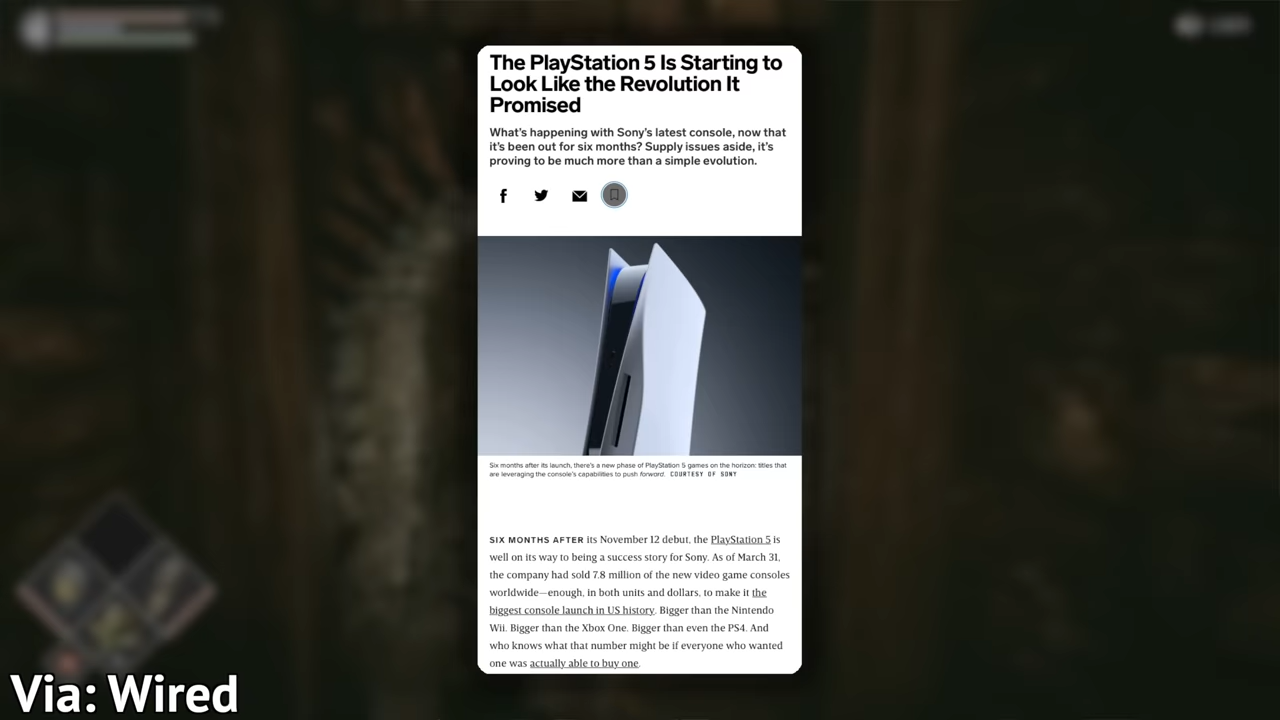 The PlayStation 5 Is Starting to
Look Like the Revolution It
Promised
What's happening with Sony's latest console, now that
it's been out for six months? Supply issues aside, it's
proving to be much more than a simple evolution.
Six months after its launch, there's a new phase of PlayStation 5 games on the horizon: titles that
are leveraging the console's capabilities to push forward. COURTESY OF SONY
SIX MONTHS AFTER its November 12 debut, the PlayStation 5 is
well on its way to being a success story for Sony. As of March 31,
the company had sold 7.8 million of the new video game consoles
worldwide—enough, in both units and dollars, to make it the
biggest console launch in US history. Bigger than the Nintendo
Wii. Bigger than the Xbox One. Bigger than even the PS4. And
who knows what that number might be if everyone who wanted
one was actually able to buy one.
Via: Wired